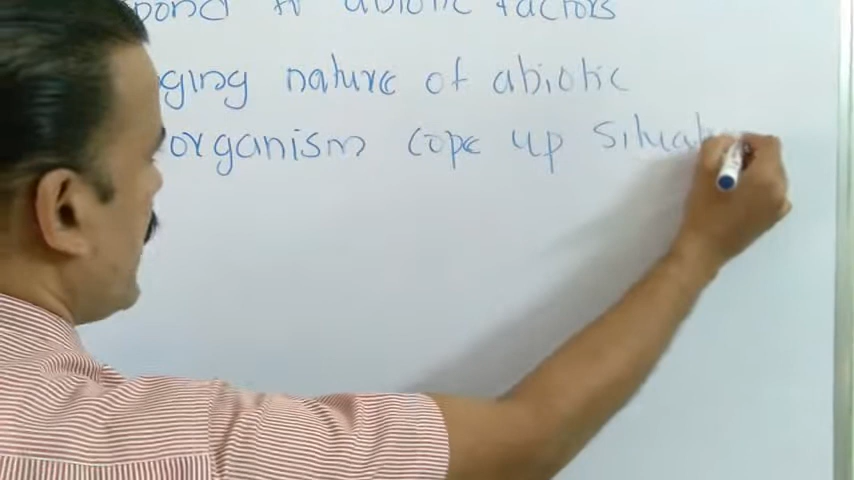 pond to abiotic factors
ging nature of abiotic
organism cope up situat